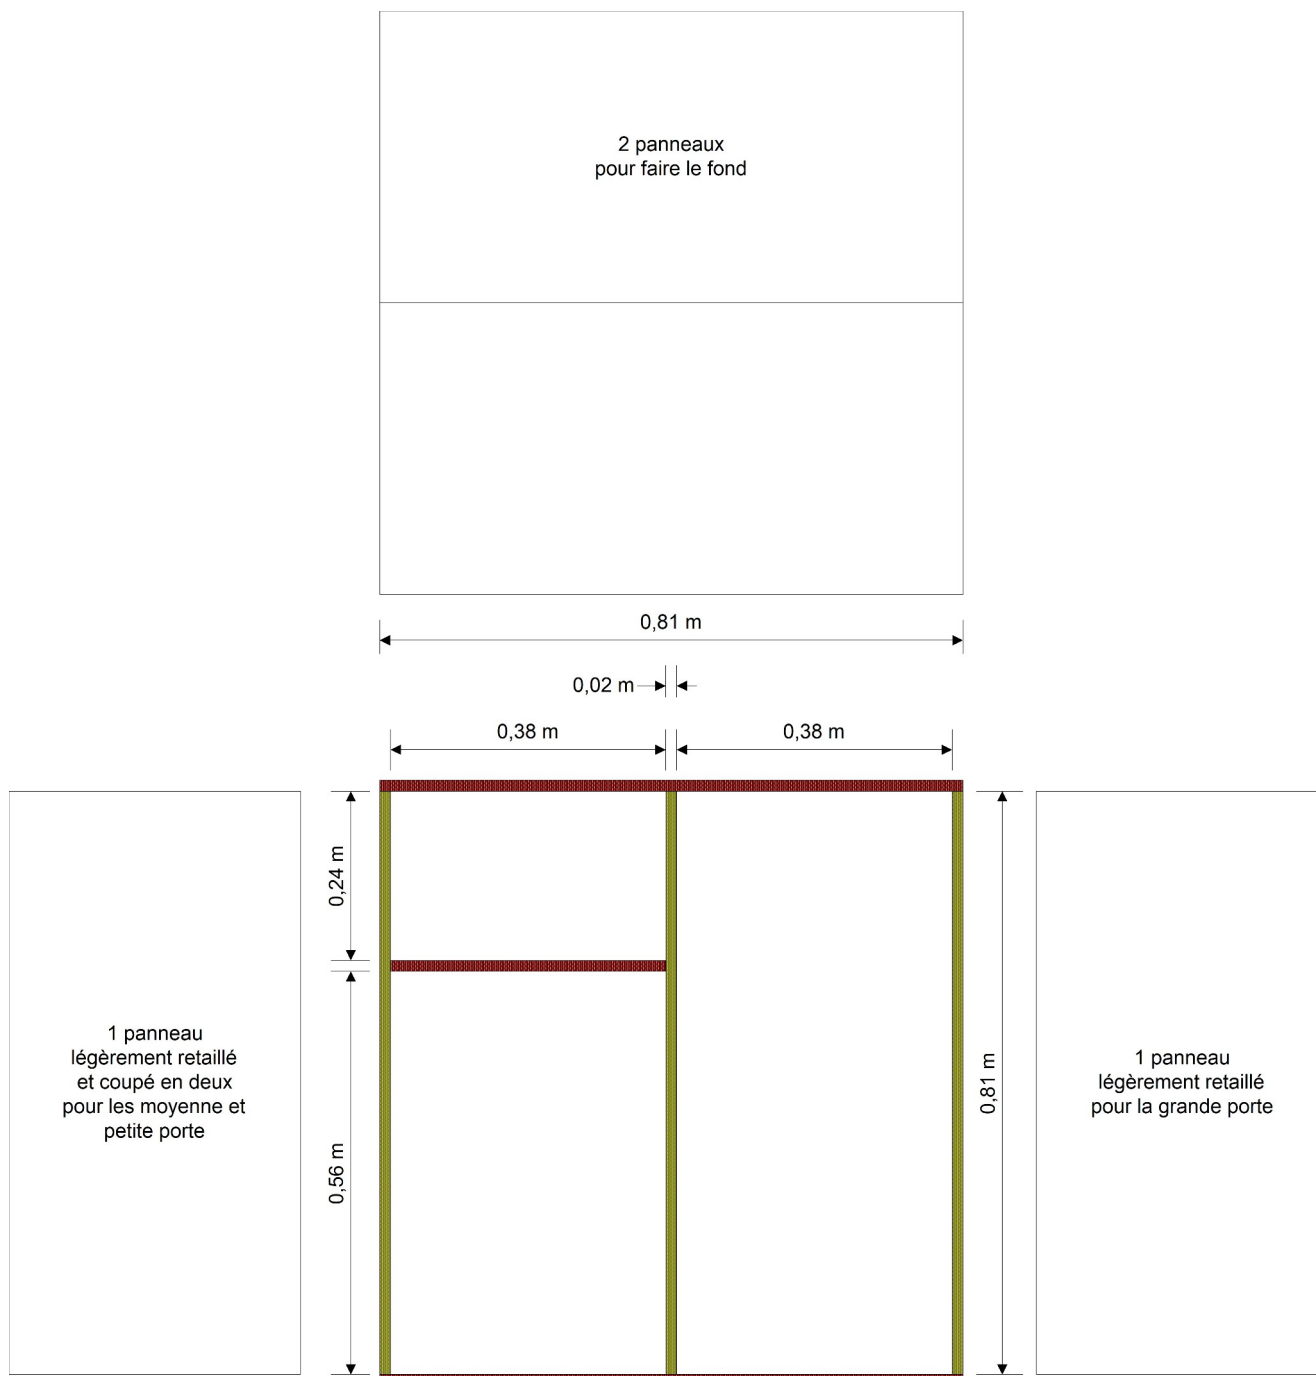 2 panneaux
pour faire le fond
0,81 m
0,02 m
0,38 m
0,38 m
0,24 m
0,56 m
0,81 m
1 panneau
légèrement retaillé
et coupé en deux
pour les moyenne et
petite porte
1 panneau
légèrement retaillé
pour la grande porte